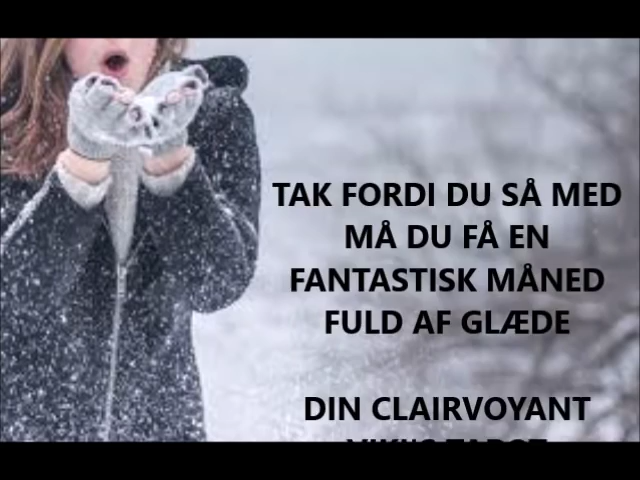 TAK FORDI DU SÅ MED
MÅ DU FÅ EN
FANTASTISK MÅNED
FULD AF GLÆDE
DIN CLAIRVOYANT